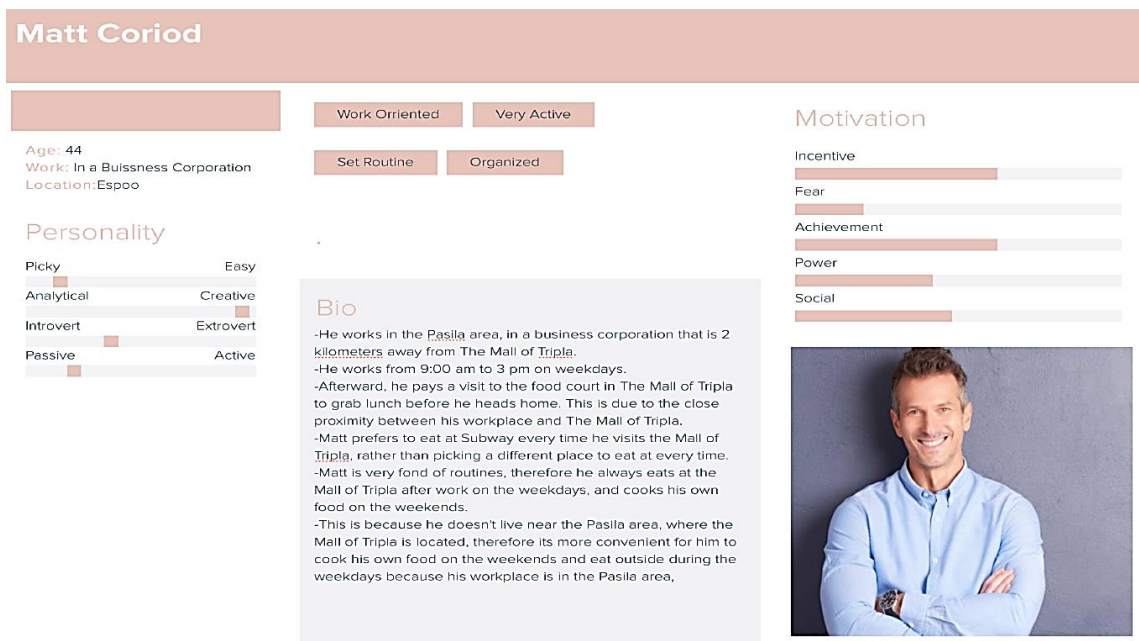 Matt Coriod
Age: 44
Work: In a Buissness Corporation
Location:Espoo
Personality
Picky Easy
Analytical Creative
Introvert Extrovert
Passive Active
Work Orriented Very Active
Set Routine Organized
Bio
-He works in the Pasila area, in a business corporation that is 2
kilometers away from The Mall of Tripla.
-He works from 9:00 am to 3 pm on weekdays.
-Afterward, he pays a visit to the food court in The Mall of Tripla
to grab lunch before he heads home. This is due to the close
proximity between his workplace and The Mall of Tripla.
-Matt prefers to eat at Subway every time he visits the Mall of
Tripla, rather than picking a different place to eat at every time.
-Matt is very fond of routines, therefore he always eats at the
Mall of Tripla after work on the weekdays, and cooks his own
food on the weekends.
-This is because he doesn't live near the Pasila area, where the
Mall of Tripla is located, therefore its more convenient for him to
cook his own food on the weekends and eat outside during the
weekdays because his workplace is in the Pasila area,
Motivation
Incentive
Fear
Achievement
Power
Social